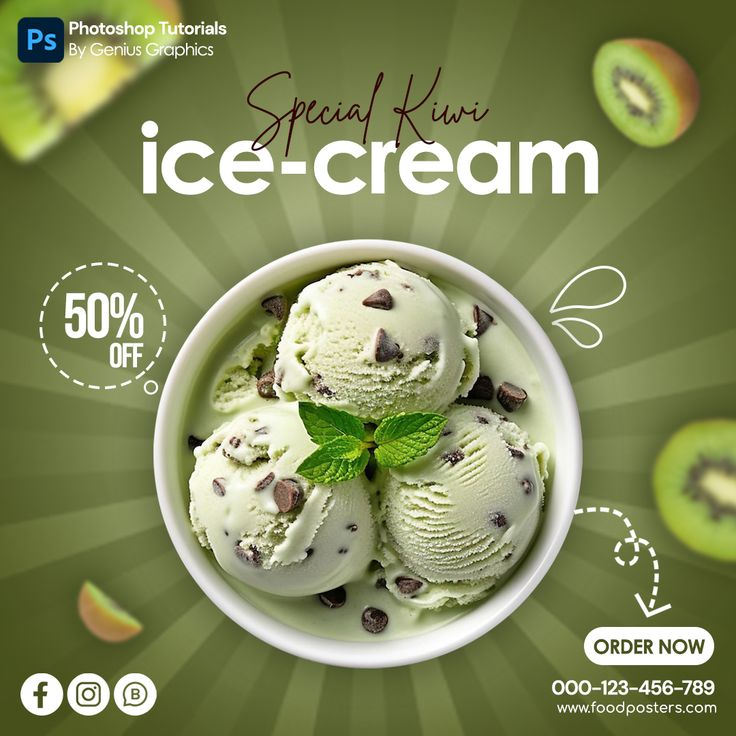 Ps
Photoshop Tutorials
By Genius Graphics
Special Kiwi
ice-cream
50%
OFF
ORDER NOW
000-123-456-789
www.foodposters.com